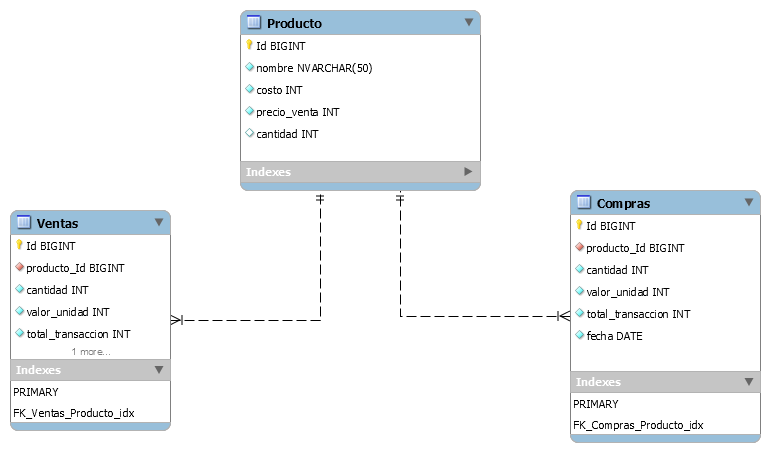 Producto
Id BIGINT
nombre NVARCHAR(50)
costo INT
precio_venta INT
cantidad INT
Indexes
Ventas
Id BIGINT
producto_Id BIGINT
cantidad INT
valor_unidad INT
total_transaccion INT
1 more...
Indexes
PRIMARY
FK_Ventas_Producto_idx
Compras
Id BIGINT
producto_Id BIGINT
cantidad INT
valor_unidad INT
total_transaccion INT
fecha DATE
Indexes
PRIMARY
FK_Compras_Producto_idx